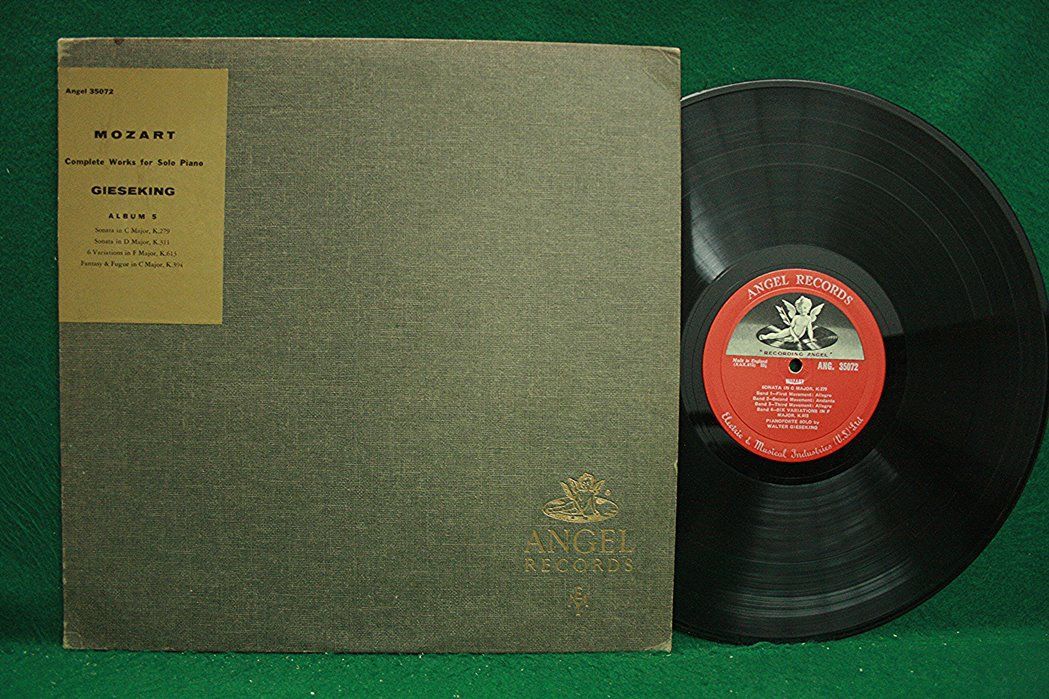 Angel 35072
MOZART
Complete Works for Solo Piano
GIESEKING
ALBUM 5
Sonata in C Major, K.279
Sonata in D Major, K.311
6 Variations in F Major, K.613
Fantasy & Fugue in C Major, K.394
ANGEL
RECORDS
ANGEL RECORDS
"RECORDING ANGEL"
Made in England
ANG. 35072
MOZART
SONATA IN C MAJOR, K.279
Band 1—First Movement: Allegro
Band 2—Second Movement: Andante
Band 3—Third Movement: Allegro
Band 4—SIX VARIATIONS IN F
MAJOR, K.613
PIANOFORTE SOLO by
WALTER GIESEKING
Electric & Musical Industries (U.S.) Ltd